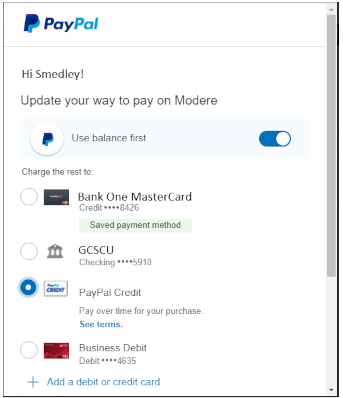 PayPal
Hi Smedley!
Update your way to pay on Modere
Use balance first
Charge the rest to:
Bank One MasterCard
Credit ••••8426
Saved payment method
GCSCU
Checking ••••5910
PayPal
CREDIT
PayPal Credit
Pay over time for your purchase.
See terms.
Business Debit
Debit ••••4635
+ Add a debit or credit card